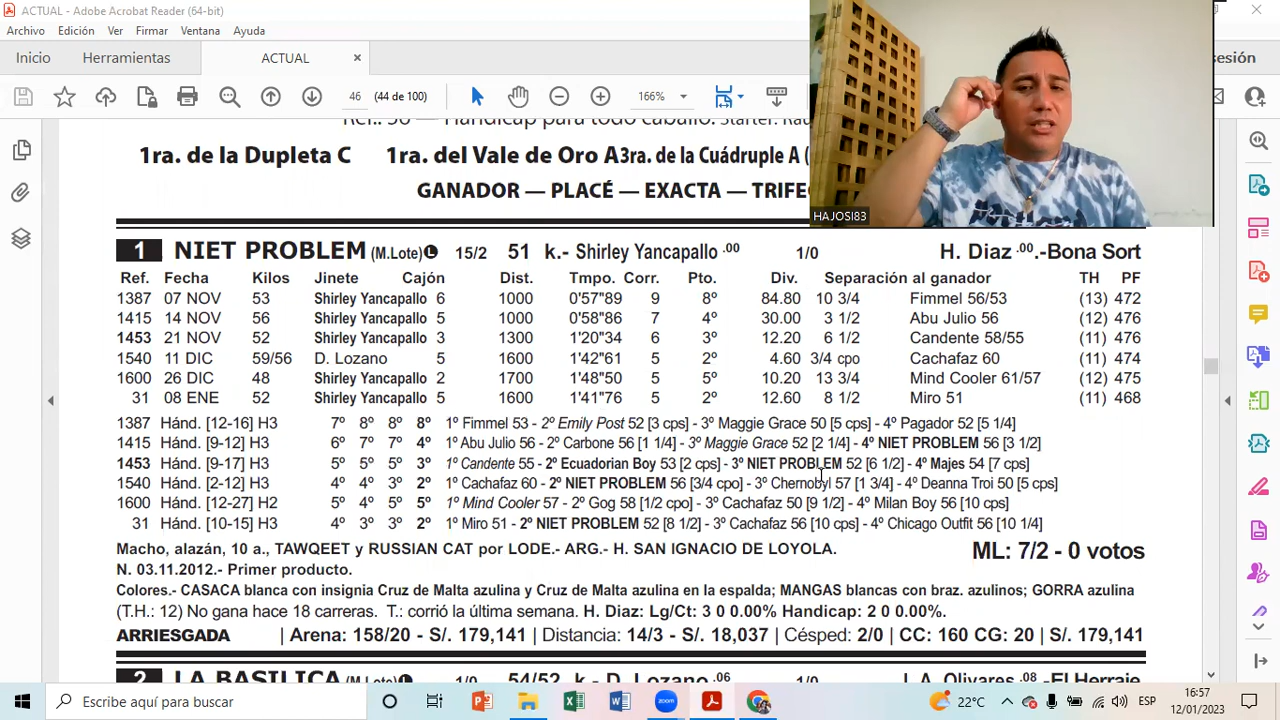 ACTUAL - Adobe Acrobat Reader (64-bit)
Archivo Edición Ver Firmar Ventana Ayuda
Inicio Herramientas ACTUAL × sesión
46 (44 de 100) 166%
1ra. de la Dupleta C 1ra. del Vale de Oro A3ra. de la Cuádruple A (
GANADOR — PLACÉ — EXACTA — TRIFE
HAJOSI83
1 NIET PROBLEM (M.Lote) L 15/2 51 k.- Shirley Yancapallo .00 1/0 H. Diaz .00.-Bona Sort
Ref. Fecha Kilos Jinete Cajón Dist. Tmpo. Corr. Pto. Div. Separación al ganador TH PF
1387 07 NOV 53 Shirley Yancapallo 6 1000 0'57"89 9 8º 84.80 10 3/4 Fimmel 56/53 (13) 472
1415 14 NOV 56 Shirley Yancapallo 5 1000 0'58"86 7 4º 30.00 3 1/2 Abu Julio 56 (12) 476
1453 21 NOV 52 Shirley Yancapallo 3 1300 1'20"34 6 3º 12.20 6 1/2 Candente 58/55 (11) 476
1540 11 DIC 59/56 D. Lozano 5 1600 1'42"61 5 2º 4.60 3/4 cpo Cachafaz 60 (11) 474
1600 26 DIC 48 Shirley Yancapallo 2 1700 1'48"50 5 5º 10.20 13 3/4 Mind Cooler 61/57 (12) 475
31 08 ENE 52 Shirley Yancapallo 5 1600 1'41"76 5 2º 12.60 8 1/2 Miro 51 (11) 468
1387 Hánd. [12-16] H3 7º 8º 8º 8º 1º Fimmel 53 - 2º Emily Post 52 [3 cps] - 3º Maggie Grace 50 [5 cps] - 4º Pagador 52 [5 1/4]
1415 Hánd. [9-12] H3 6º 7º 7º 4º 1º Abu Julio 56 - 2º Carbone 56 [1 1/4] - 3º Maggie Grace 52 [2 1/4] - 4º NIET PROBLEM 56 [3 1/2]
1453 Hánd. [9-17] H3 5º 5º 5º 3º 1º Candente 55 - 2º Ecuadorian Boy 53 [2 cps] - 3º NIET PROBLEM 52 [6 1/2] - 4º Majes 54 [7 cps]
1540 Hánd. [2-12] H3 4º 4º 3º 2º 1º Cachafaz 60 - 2º NIET PROBLEM 56 [3/4 cpo] - 3º Chernobyl 57 [1 3/4] - 4º Deanna Troi 50 [5 cps]
1600 Hánd. [12-27] H2 5º 4º 5º 5º 1º Mind Cooler 57 - 2º Gog 58 [1/2 cpo] - 3º Cachafaz 50 [9 1/2] - 4º Milan Boy 56 [10 cps]
31 Hánd. [10-15] H3 4º 3º 3º 2º 1º Miro 51 - 2º NIET PROBLEM 52 [8 1/2] - 3º Cachafaz 56 [10 cps] - 4º Chicago Outfit 56 [10 1/4]
Macho, alazán, 10 a., TAWQEET y RUSSIAN CAT por LODE.- ARG.- H. SAN IGNACIO DE LOYOLA. ML: 7/2 - 0 votos
N. 03.11.2012.- Primer producto.
Colores.- CASACA blanca con insignia Cruz de Malta azulina y Cruz de Malta azulina en la espalda; MANGAS blancas con braz. azulinos; GORRA azulina
(T.H.: 12) No gana hace 18 carreras. T.: corrió la última semana. H. Diaz: Lg/Ct: 3 0 0.00% Handicap: 2 0 0.00%.
ARRIESGADA | Arena: 158/20 - S/. 179,141 | Distancia: 14/3 - S/. 18,037 | Césped: 2/0 | CC: 160 CG: 20 | S/. 179,141
2 LA BASILICA (M.Lote) L 1/0 54/52 k.- D. Lozano .06 1/0 L.A. Olivares .08 -El Herraje
Escribe aquí para buscar 22°C ESP 16:57
12/01/2023